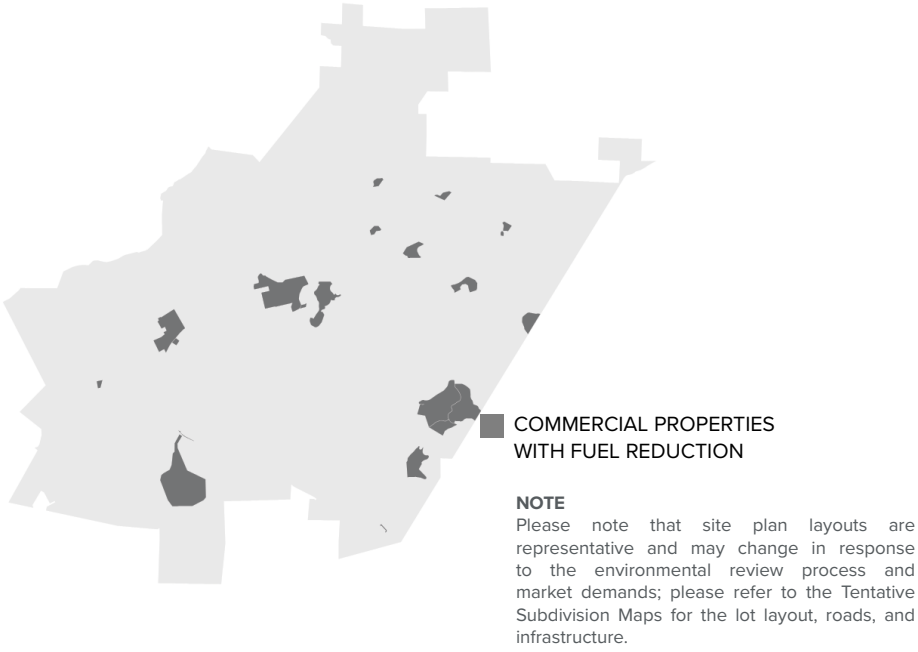 COMMERCIAL PROPERTIES
WITH FUEL REDUCTION
NOTE
Please note that site plan layouts are
representative and may change in response
to the environmental review process and
market demands; please refer to the Tentative
Subdivision Maps for the lot layout, roads, and
infrastructure.